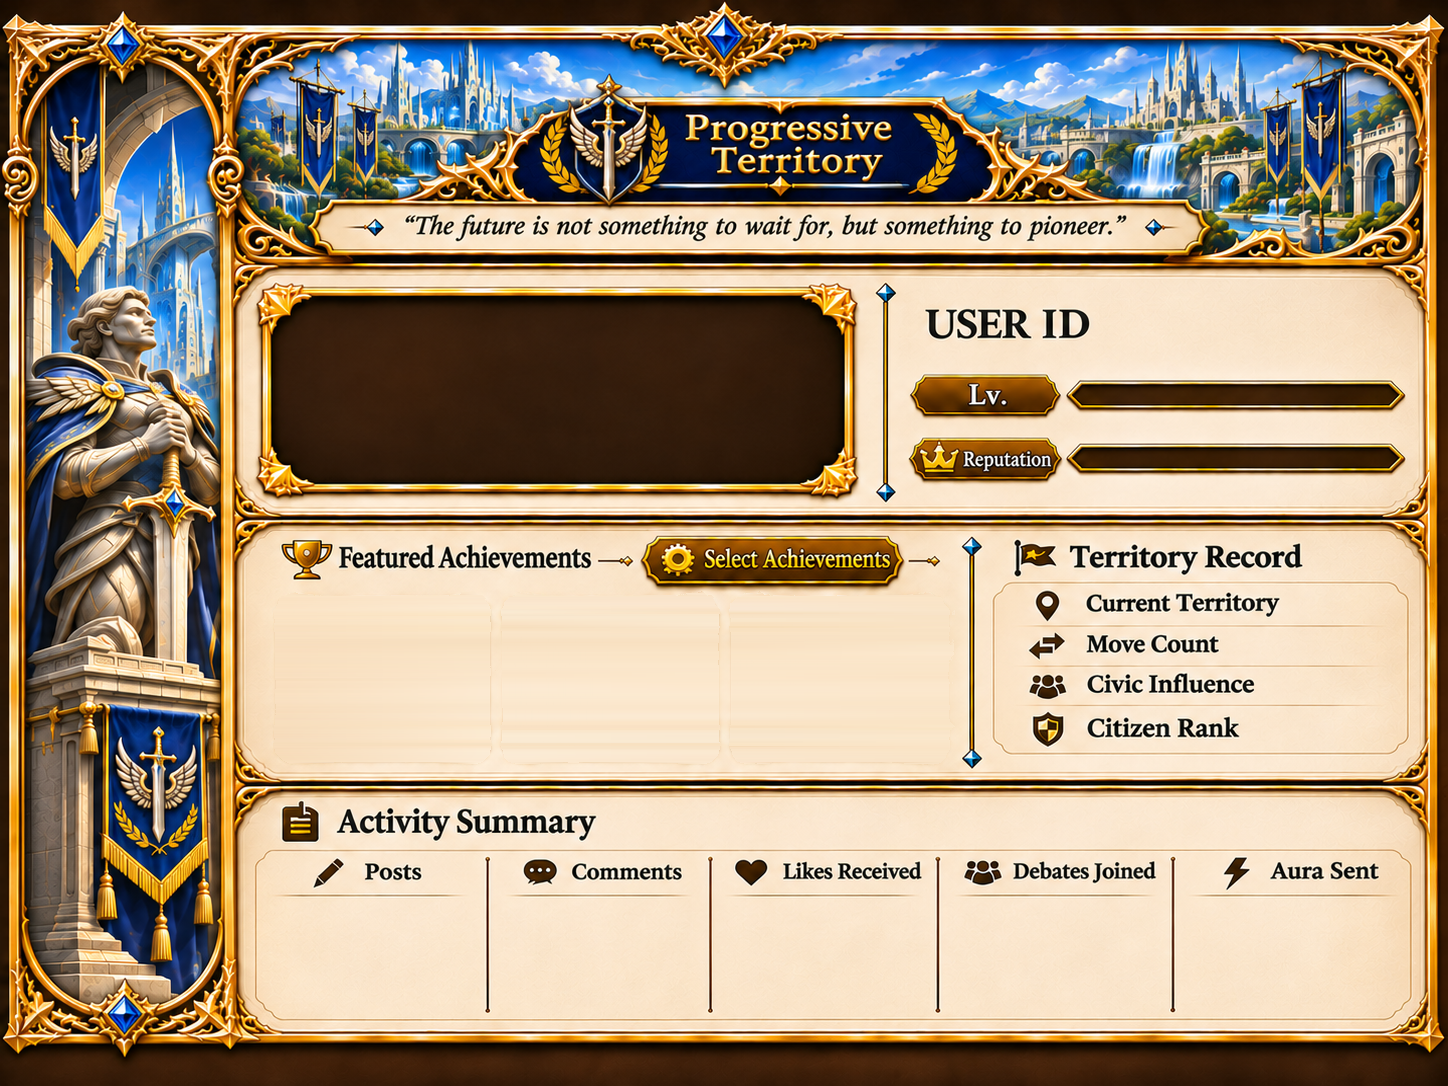 Progressive
Territory
“The future is not something to wait for, but something to pioneer.”
USER ID
Lv.
Reputation
Featured Achievements
Select Achievements
Territory Record
Current Territory
Move Count
Civic Influence
Citizen Rank
Activity Summary
Posts
Comments
Likes Received
Debates Joined
Aura Sent